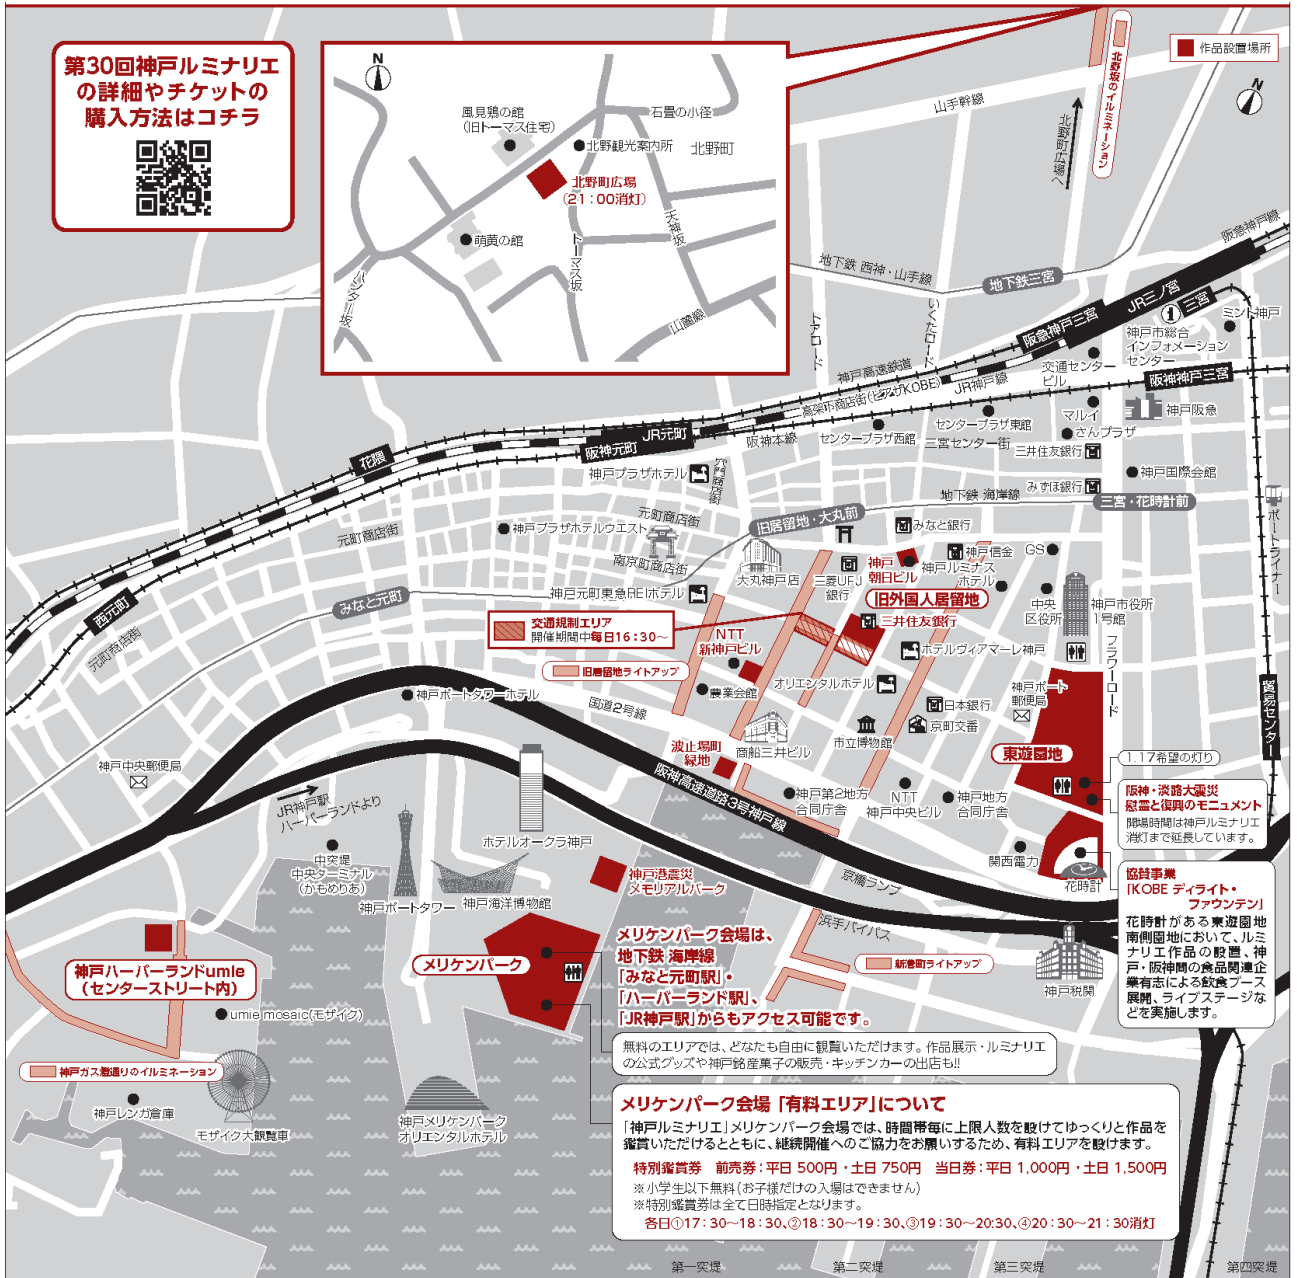 第30回神戸ルミナリエ
の詳細やチケットの
購入方法はコチラ
N
風見鶏の館
(旧トーマス住宅)
石畳の小径
北野観光案内所
北野町
北野町広場
(21:00消灯)
萌黄の館
天神坂
トーマス坂
ハンター坂
山麓線
作品設置場所
N
北野坂のイルミネーション
山手幹線
北野町広場へ
阪急神戸線
地下鉄 西神・山手線
地下鉄三宮
トアロード
いくたロード
阪急神戸三宮
JR三ノ宮
三宮
ミント神戸
神戸市総合
インフォメーション
センター
神戸高速鉄道
交通センター
ビル
阪神神戸三宮
高架下商店街(ピアザKOBE)
JR神戸線
マルイ
神戸阪急
センタープラザ東館
さんプラザ
花隈
阪神元町
JR元町
阪神本線
センタープラザ西館
三宮センター街
三井住友銀行
神戸国際会館
神戸プラザホテル
穴門商店街
みずほ銀行
地下鉄 海岸線
三宮・花時計前
元町商店街
旧居留地・大丸前
みなと銀行
ポートライナー
元町商店街
神戸プラザホテルウエスト
南京町商店街
大丸神戸店
三菱UFJ
銀行
神戸
朝日ビル
神戸信金
神戸ルミナス
ホテル
GS
中央
区役所
神戸市役所
1号館
西元町
みなと元町
神戸元町東急REIホテル
旧外国人居留地
交通規制エリア
開催期間中毎日16:30～
三井住友銀行
元町商店街
NTT
新神戸ビル
ホテルヴィアマーレ神戸
フラワーロード
旧居留地ライトアップ
農業会館
オリエンタルホテル
神戸ポート
郵便局
貿易センター
神戸ポートタワーホテル
国道2号線
日本銀行
商船三井ビル
市立博物館
京町交番
東遊園地
波止場町
緑地
1.17希望の灯り
神戸中央郵便局
阪神高速道路3号神戸線
阪神・淡路大震災
慰霊と復興のモニュメント
開場時間は神戸ルミナリエ
消灯まで延長しています。
JR神戸駅
ハーバーランドより
神戸第2地方
合同庁舎
NTT
神戸中央ビル
神戸地方
合同庁舎
ホテルオークラ神戸
中突堤
中央ターミナル
(かもめりあ)
関西電力
花時計
神戸港震災
メモリアルパーク
京橋ランプ
神戸ポートタワー
神戸海洋博物館
協賛事業
「KOBE ディライト・
ファウンテン」
花時計がある東遊園地
南側園地において、ルミ
ナリエ作品の設置、神
戸・阪神間の食品関連企
業有志による飲食ブース
展開、ライブステージな
どを実施します。
浜手バイパス
メリケンパーク
メリケンパーク会場は、
地下鉄 海岸線
「みなと元町駅」・
「ハーバーランド駅」、
「JR神戸駅」からもアクセス可能です。
新港町ライトアップ
神戸税関
神戸ハーバーランドumie
(センターストリート内)
umie mosaic(モザイク)
無料のエリアでは、どなたも自由に観覧いただけます。作品展示・ルミナリエ
の公式グッズや神戸銘産菓子の販売・キッチンカーの出店も!!
神戸ガス燈通りのイルミネーション
神戸レンガ倉庫
モザイク大観覧車
神戸メリケンパーク
オリエンタルホテル
メリケンパーク会場「有料エリア」について
「神戸ルミナリエ」メリケンパーク会場では、時間帯毎に上限人数を設けてゆっくりと作品を
鑑賞いただけるとともに、継続開催へのご協力をお願いするため、有料エリアを設けます。
特別鑑賞券 前売券:平日 500円・土日 750円 当日券:平日 1,000円・土日 1,500円
※小学生以下無料(お子様だけの入場はできません)
※特別鑑賞券は全て日時指定となります。
各日①17:30～18:30、②18:30～19:30、③19:30～20:30、④20:30～21:30消灯
第一突堤
第二突堤
第三突堤
第四突堤